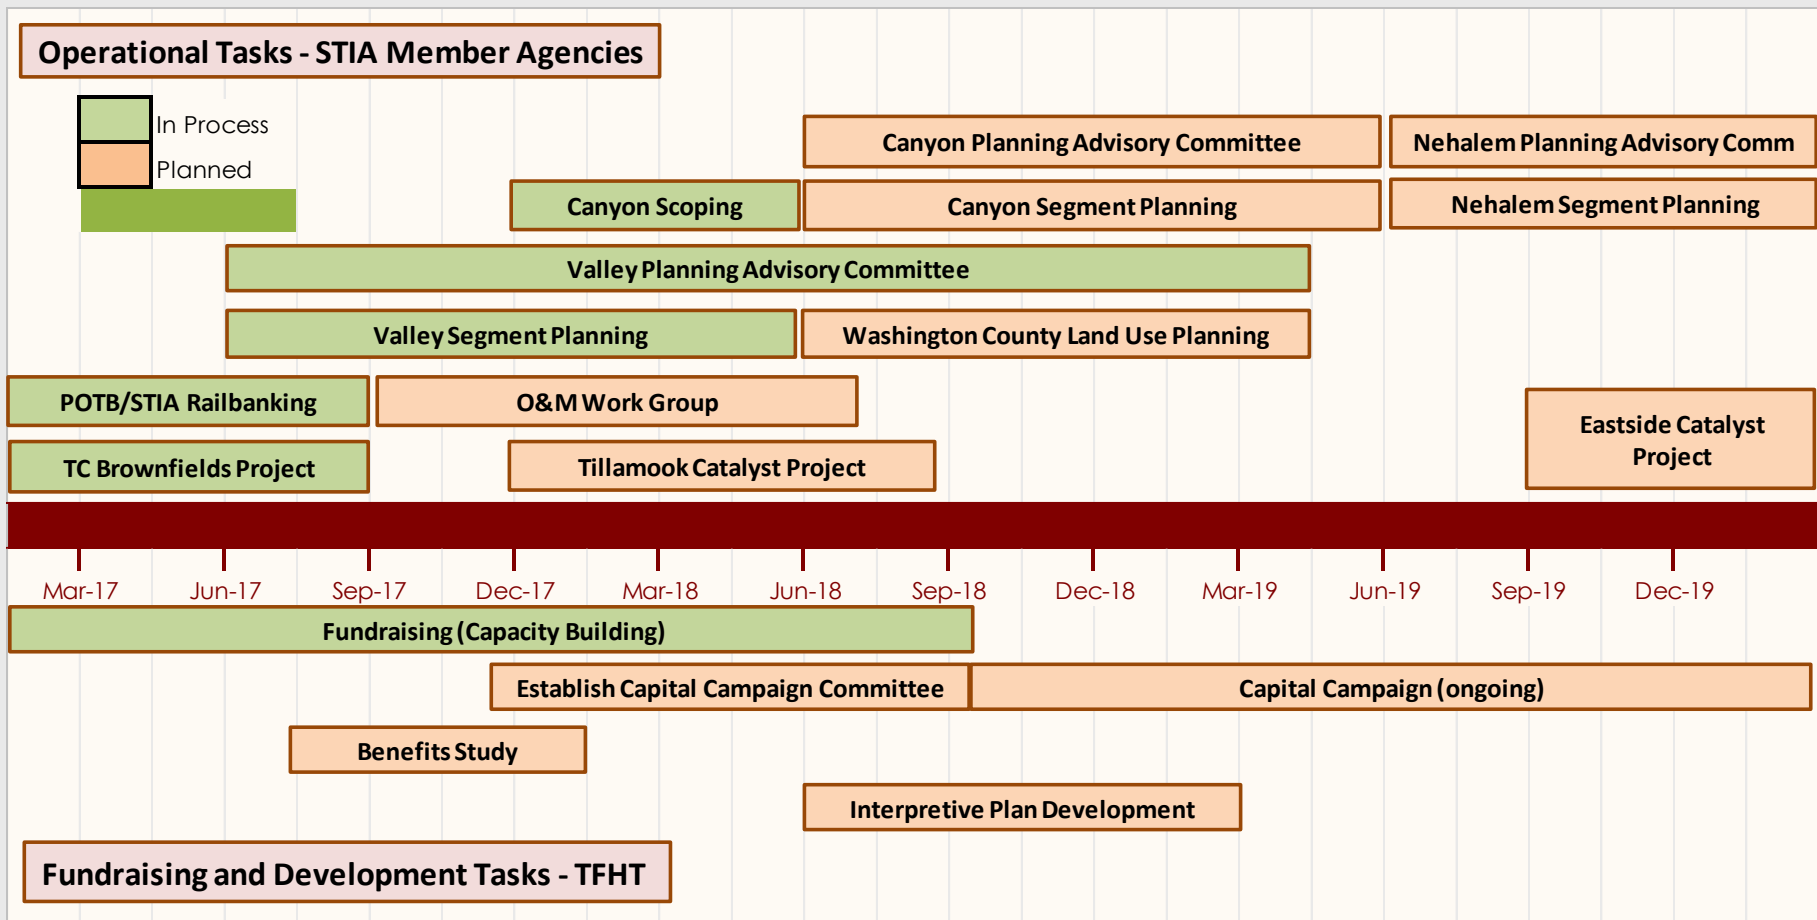 Operational Tasks - STIA Member Agencies
In Process
Planned
Canyon Planning Advisory Committee
Nehalem Planning Advisory Comm
Canyon Scoping
Canyon Segment Planning
Nehalem Segment Planning
Valley Planning Advisory Committee
Valley Segment Planning
Washington County Land Use Planning
POTB/STIA Railbanking
O&M Work Group
Eastside Catalyst
Project
TC Brownfields Project
Tillamook Catalyst Project
Mar-17 Jun-17 Sep-17 Dec-17 Mar-18 Jun-18 Sep-18 Dec-18 Mar-19 Jun-19 Sep-19 Dec-19
Fundraising (Capacity Building)
Establish Capital Campaign Committee
Capital Campaign (ongoing)
Benefits Study
Interpretive Plan Development
Fundraising and Development Tasks - TFHT